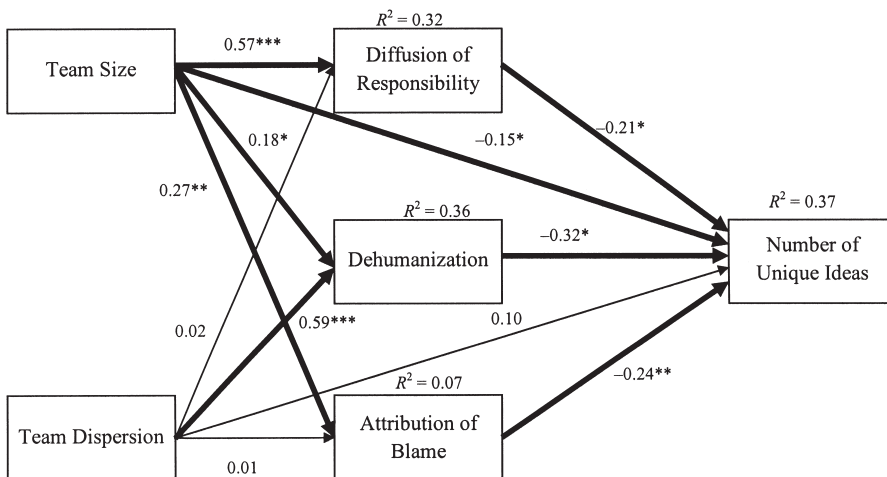 R² = 0.32
0.57***
Team Size
Diffusion of
Responsibility
0.18*
–0.15*
–0.21*
0.27**
R² = 0.36
R² = 0.37
Dehumanization
–0.32*
Number of
Unique Ideas
0.02
0.59***
0.10
R² = 0.07
–0.24**
Team Dispersion
Attribution of
Blame
0.01